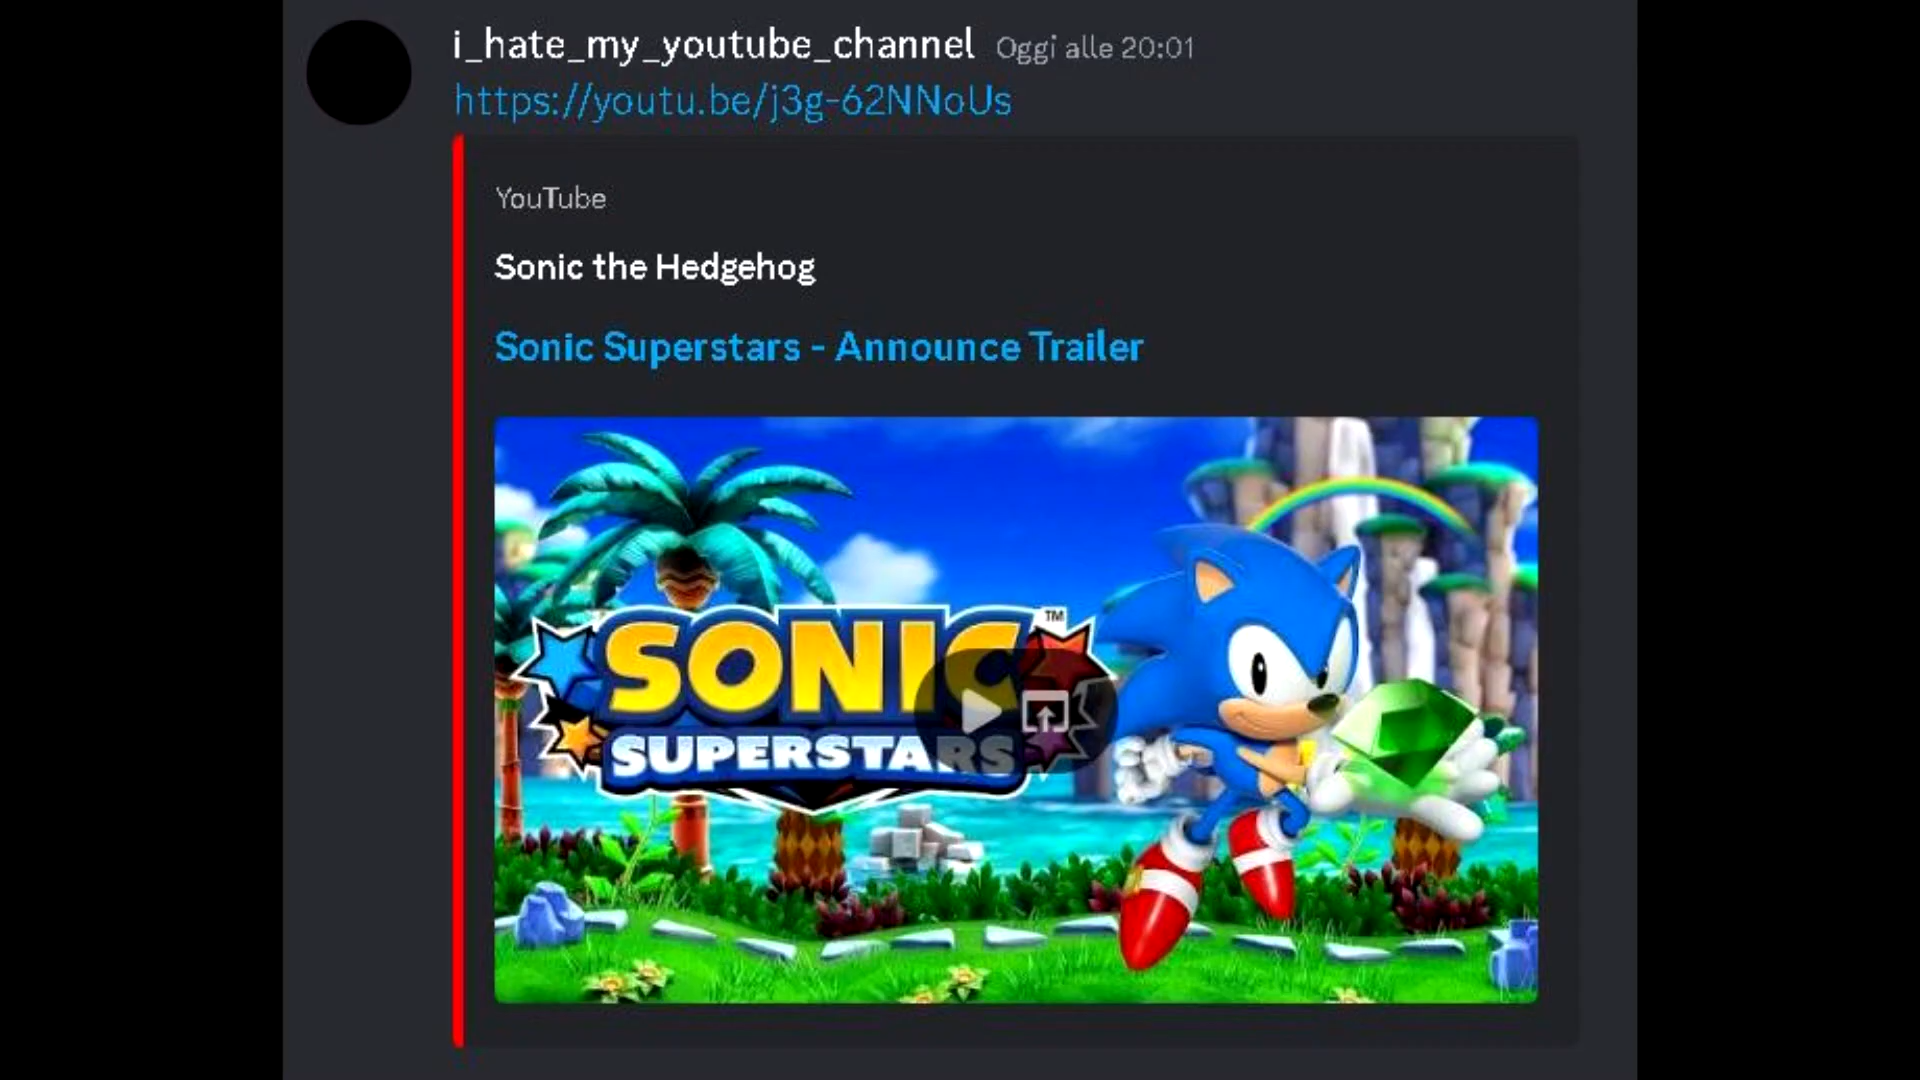 i_hate_my_youtube_channel Oggi alle 20:01
https://youtu.be/j3g-62NNoUs
YouTube
Sonic the Hedgehog
Sonic Superstars - Announce Trailer
SONIC TM
SUPERSTARS